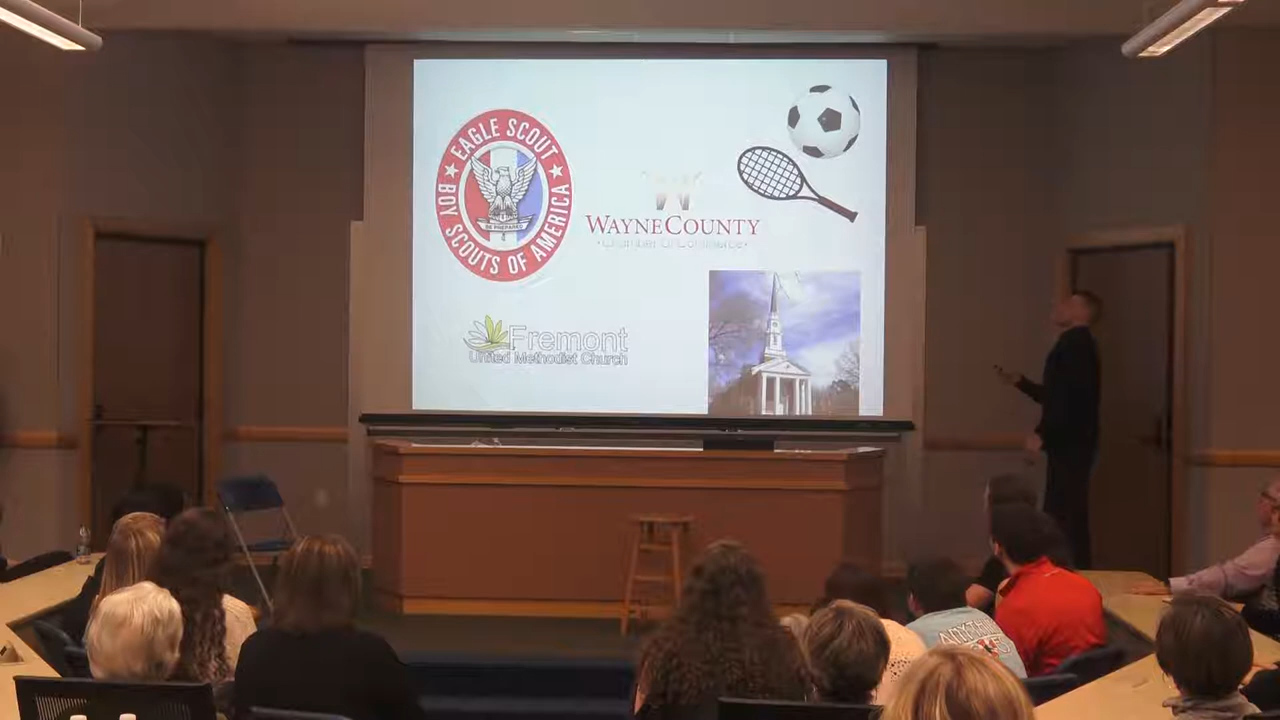 EAGLE SCOUT
BOY SCOUTS OF AMERICA
BE PREPARED
WAYNECOUNTY
•Chamber of Commerce•
Fremont
United Methodist Church